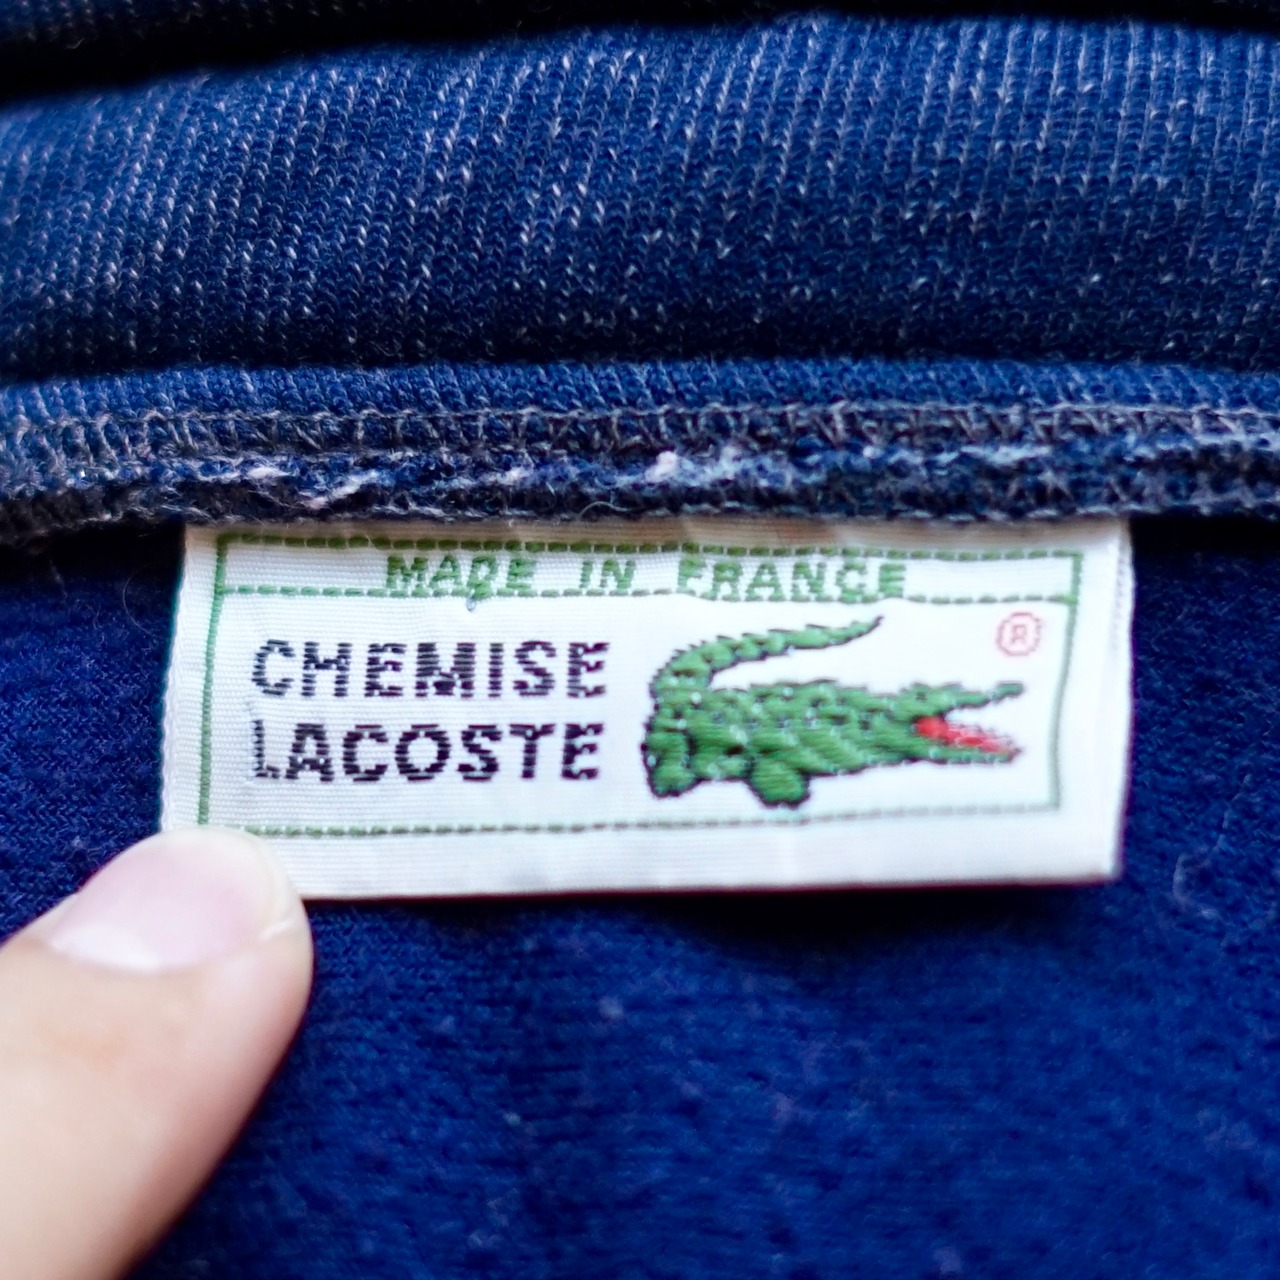 MADE IN FRANCE
CHEMISE
LACOSTE
®